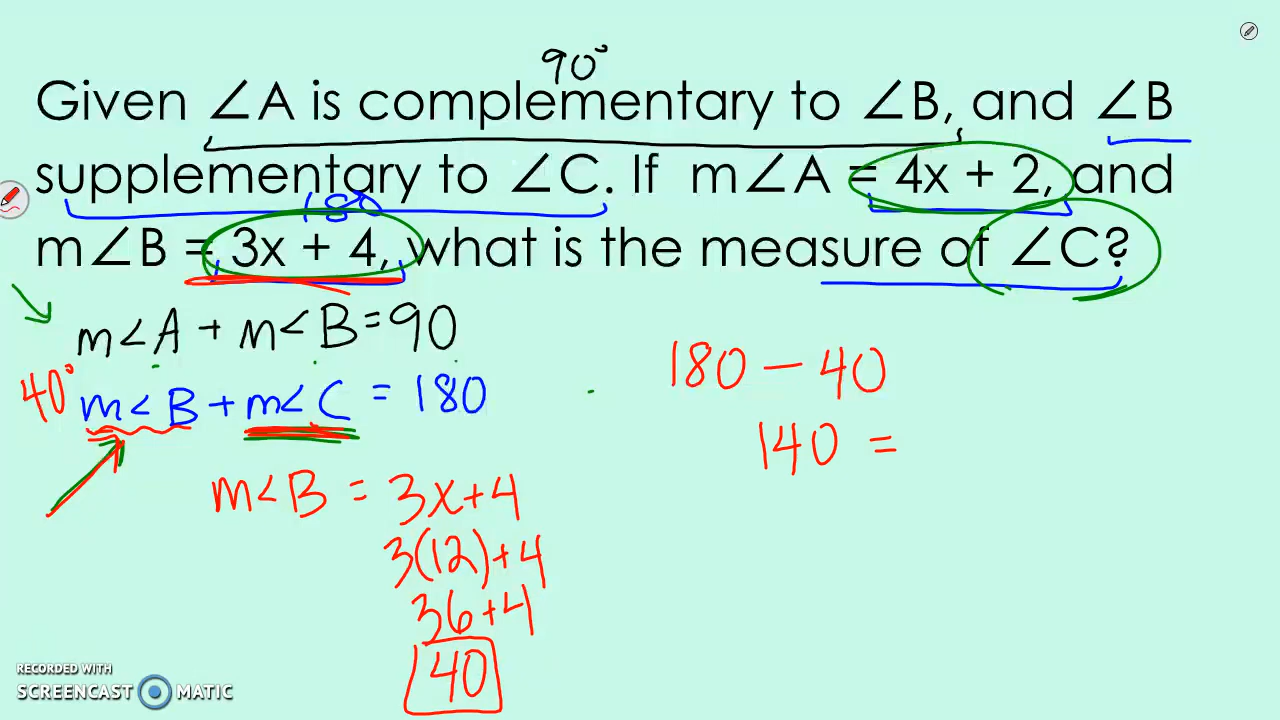 90°
Given ∠A is complementary to ∠B, and ∠B
supplementary to ∠C. If m∠A = 4x + 2, and
180
m∠B = 3x + 4, what is the measure of ∠C?
m∠A + m∠B = 90
40° m∠B + m∠C = 180
180 - 40
140 =
m∠B = 3x + 4
3(12) + 4
36 + 4
40
RECORDED WITH
SCREENCAST MATIC